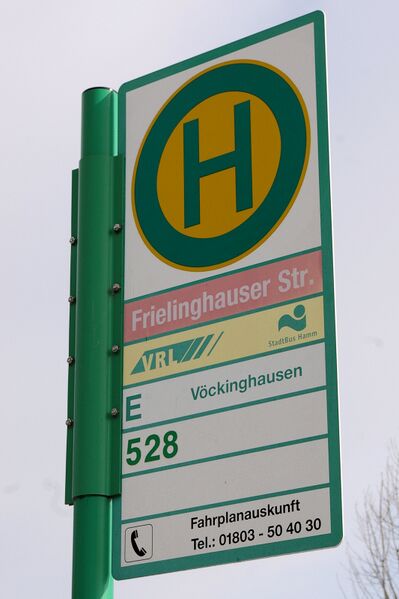 H
Frielinghauser Str.
VRL
StadtBus Hamm
E Vöckinghausen
528
Fahrplanauskunft
Tel.: 01803 - 50 40 30